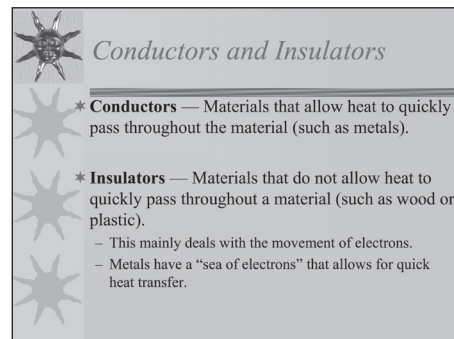 Conductors and Insulators
Conductors — Materials that allow heat to quickly
pass throughout the material (such as metals).
Insulators — Materials that do not allow heat to
quickly pass throughout a material (such as wood or
plastic).
– This mainly deals with the movement of electrons.
– Metals have a “sea of electrons” that allows for quick
heat transfer.